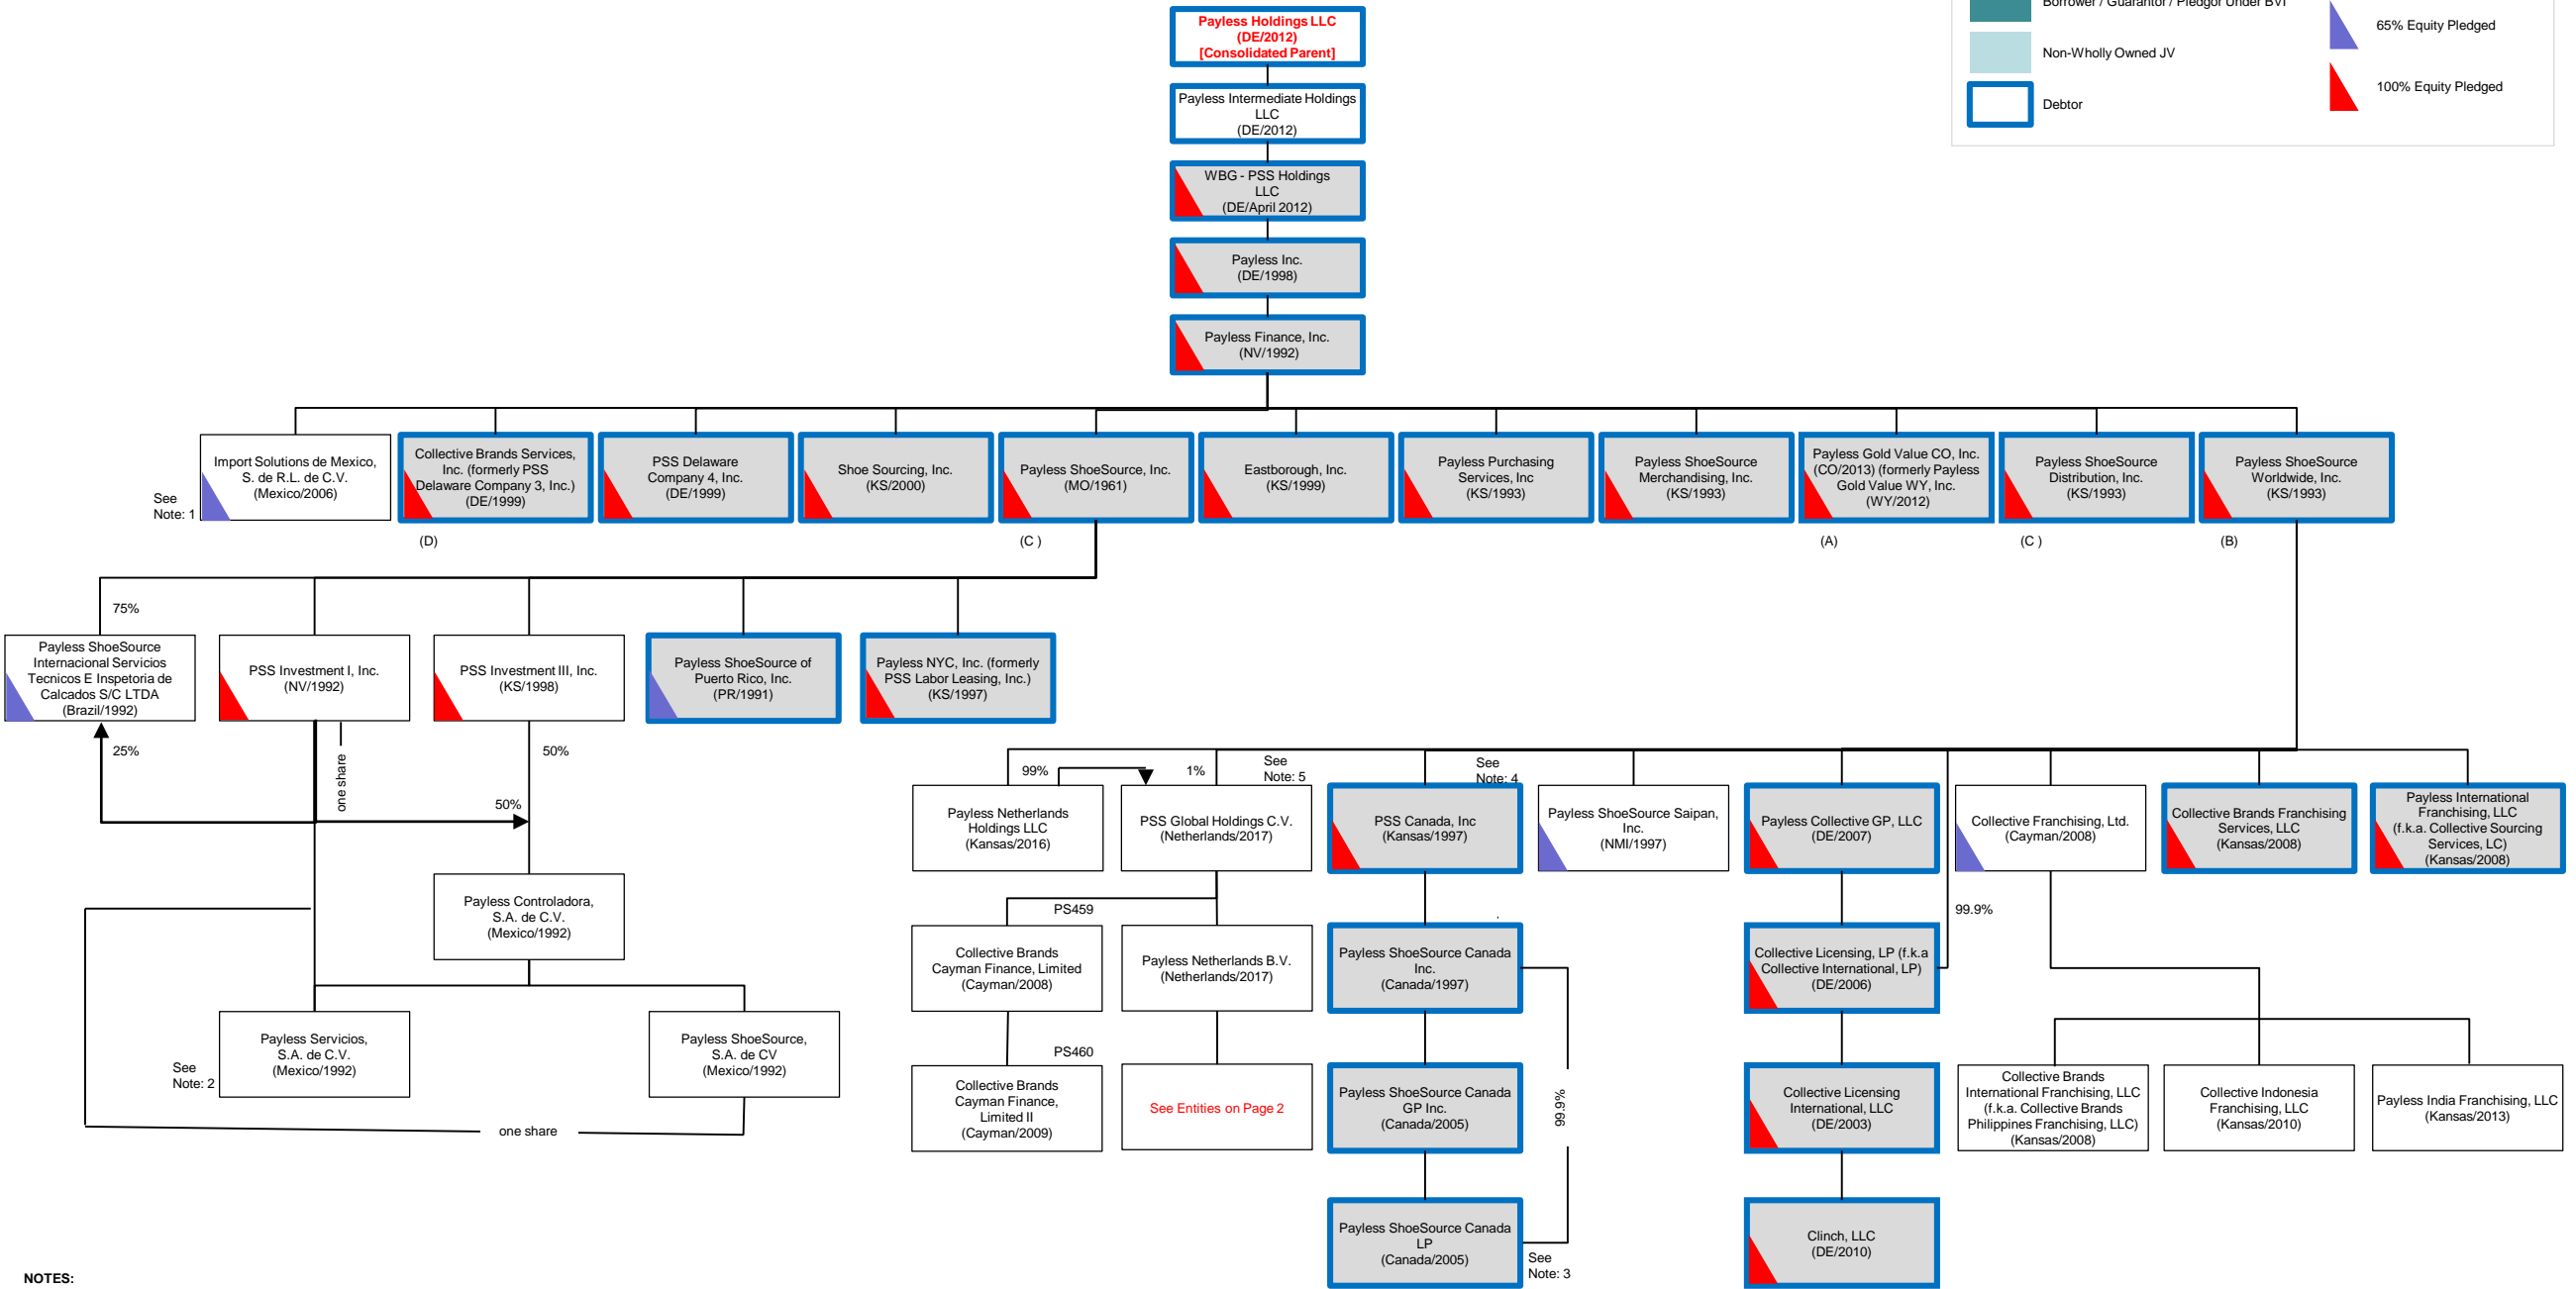 Borrower / Guarantor / Pledgor Under BVI
65% Equity Pledged
Non-Wholly Owned JV
100% Equity Pledged
Debtor
Payless Holdings LLC
(DE/2012)
[Consolidated Parent]
Payless Intermediate Holdings
LLC
(DE/2012)
WBG - PSS Holdings
LLC
(DE/April 2012)
Payless Inc.
(DE/1998)
Payless Finance, Inc.
(NV/1992)
See
Note: 1
Import Solutions de Mexico,
S. de R.L. de C.V.
(Mexico/2006)
Collective Brands Services,
Inc. (formerly PSS
Delaware Company 3, Inc.)
(DE/1999)
PSS Delaware
Company 4, Inc.
(DE/1999)
Shoe Sourcing, Inc.
(KS/2000)
Payless ShoeSource, Inc.
(MO/1961)
Eastborough, Inc.
(KS/1999)
Payless Purchasing
Services, Inc
(KS/1993)
Payless ShoeSource
Merchandising, Inc.
(KS/1993)
Payless Gold Value CO, Inc.
(CO/2013) (formerly Payless
Gold Value WY, Inc.
(WY/2012)
Payless ShoeSource
Distribution, Inc.
(KS/1993)
Payless ShoeSource
Worldwide, Inc.
(KS/1993)
(D)
(C )
(A)
(C )
(B)
75%
Payless ShoeSource
Internacional Servicios
Tecnicos E Inspetoria de
Calcados S/C LTDA
(Brazil/1992)
PSS Investment I, Inc.
(NV/1992)
PSS Investment III, Inc.
(KS/1998)
Payless ShoeSource of
Puerto Rico, Inc.
(PR/1991)
Payless NYC, Inc. (formerly
PSS Labor Leasing, Inc.)
(KS/1997)
25%
one share
50%
50%
Payless Controladora,
S.A. de C.V.
(Mexico/1992)
See
Note: 2
Payless Servicios,
S.A. de C.V.
(Mexico/1992)
Payless ShoeSource,
S.A. de CV
(Mexico/1992)
one share
99%
1%
See
Note: 5
See
Note: 4
Payless Netherlands
Holdings LLC
(Kansas/2016)
PSS Global Holdings C.V.
(Netherlands/2017)
PSS Canada, Inc
(Kansas/1997)
Payless ShoeSource Saipan,
Inc.
(NMI/1997)
Payless Collective GP, LLC
(DE/2007)
Collective Franchising, Ltd.
(Cayman/2008)
Collective Brands Franchising
Services, LLC
(Kansas/2008)
Payless International
Franchising, LLC
(f.k.a. Collective Sourcing
Services, LC)
(Kansas/2008)
PS459
99.9%
Collective Brands
Cayman Finance, Limited
(Cayman/2008)
Payless Netherlands B.V.
(Netherlands/2017)
Payless ShoeSource Canada
Inc.
(Canada/1997)
Collective Licensing, LP (f.k.a
Collective International, LP)
(DE/2006)
PS460
Collective Brands
Cayman Finance,
Limited II
(Cayman/2009)
See Entities on Page 2
Payless ShoeSource Canada
GP Inc.
(Canada/2005)
99.9%
Collective Licensing
International, LLC
(DE/2003)
Collective Brands
International Franchising, LLC
(f.k.a. Collective Brands
Philippines Franchising, LLC)
(Kansas/2008)
Collective Indonesia
Franchising, LLC
(Kansas/2010)
Payless India Franchising, LLC
(Kansas/2013)
Payless ShoeSource Canada
LP
(Canada/2005)
See
Note: 3
Clinch, LLC
(DE/2010)
NOTES: